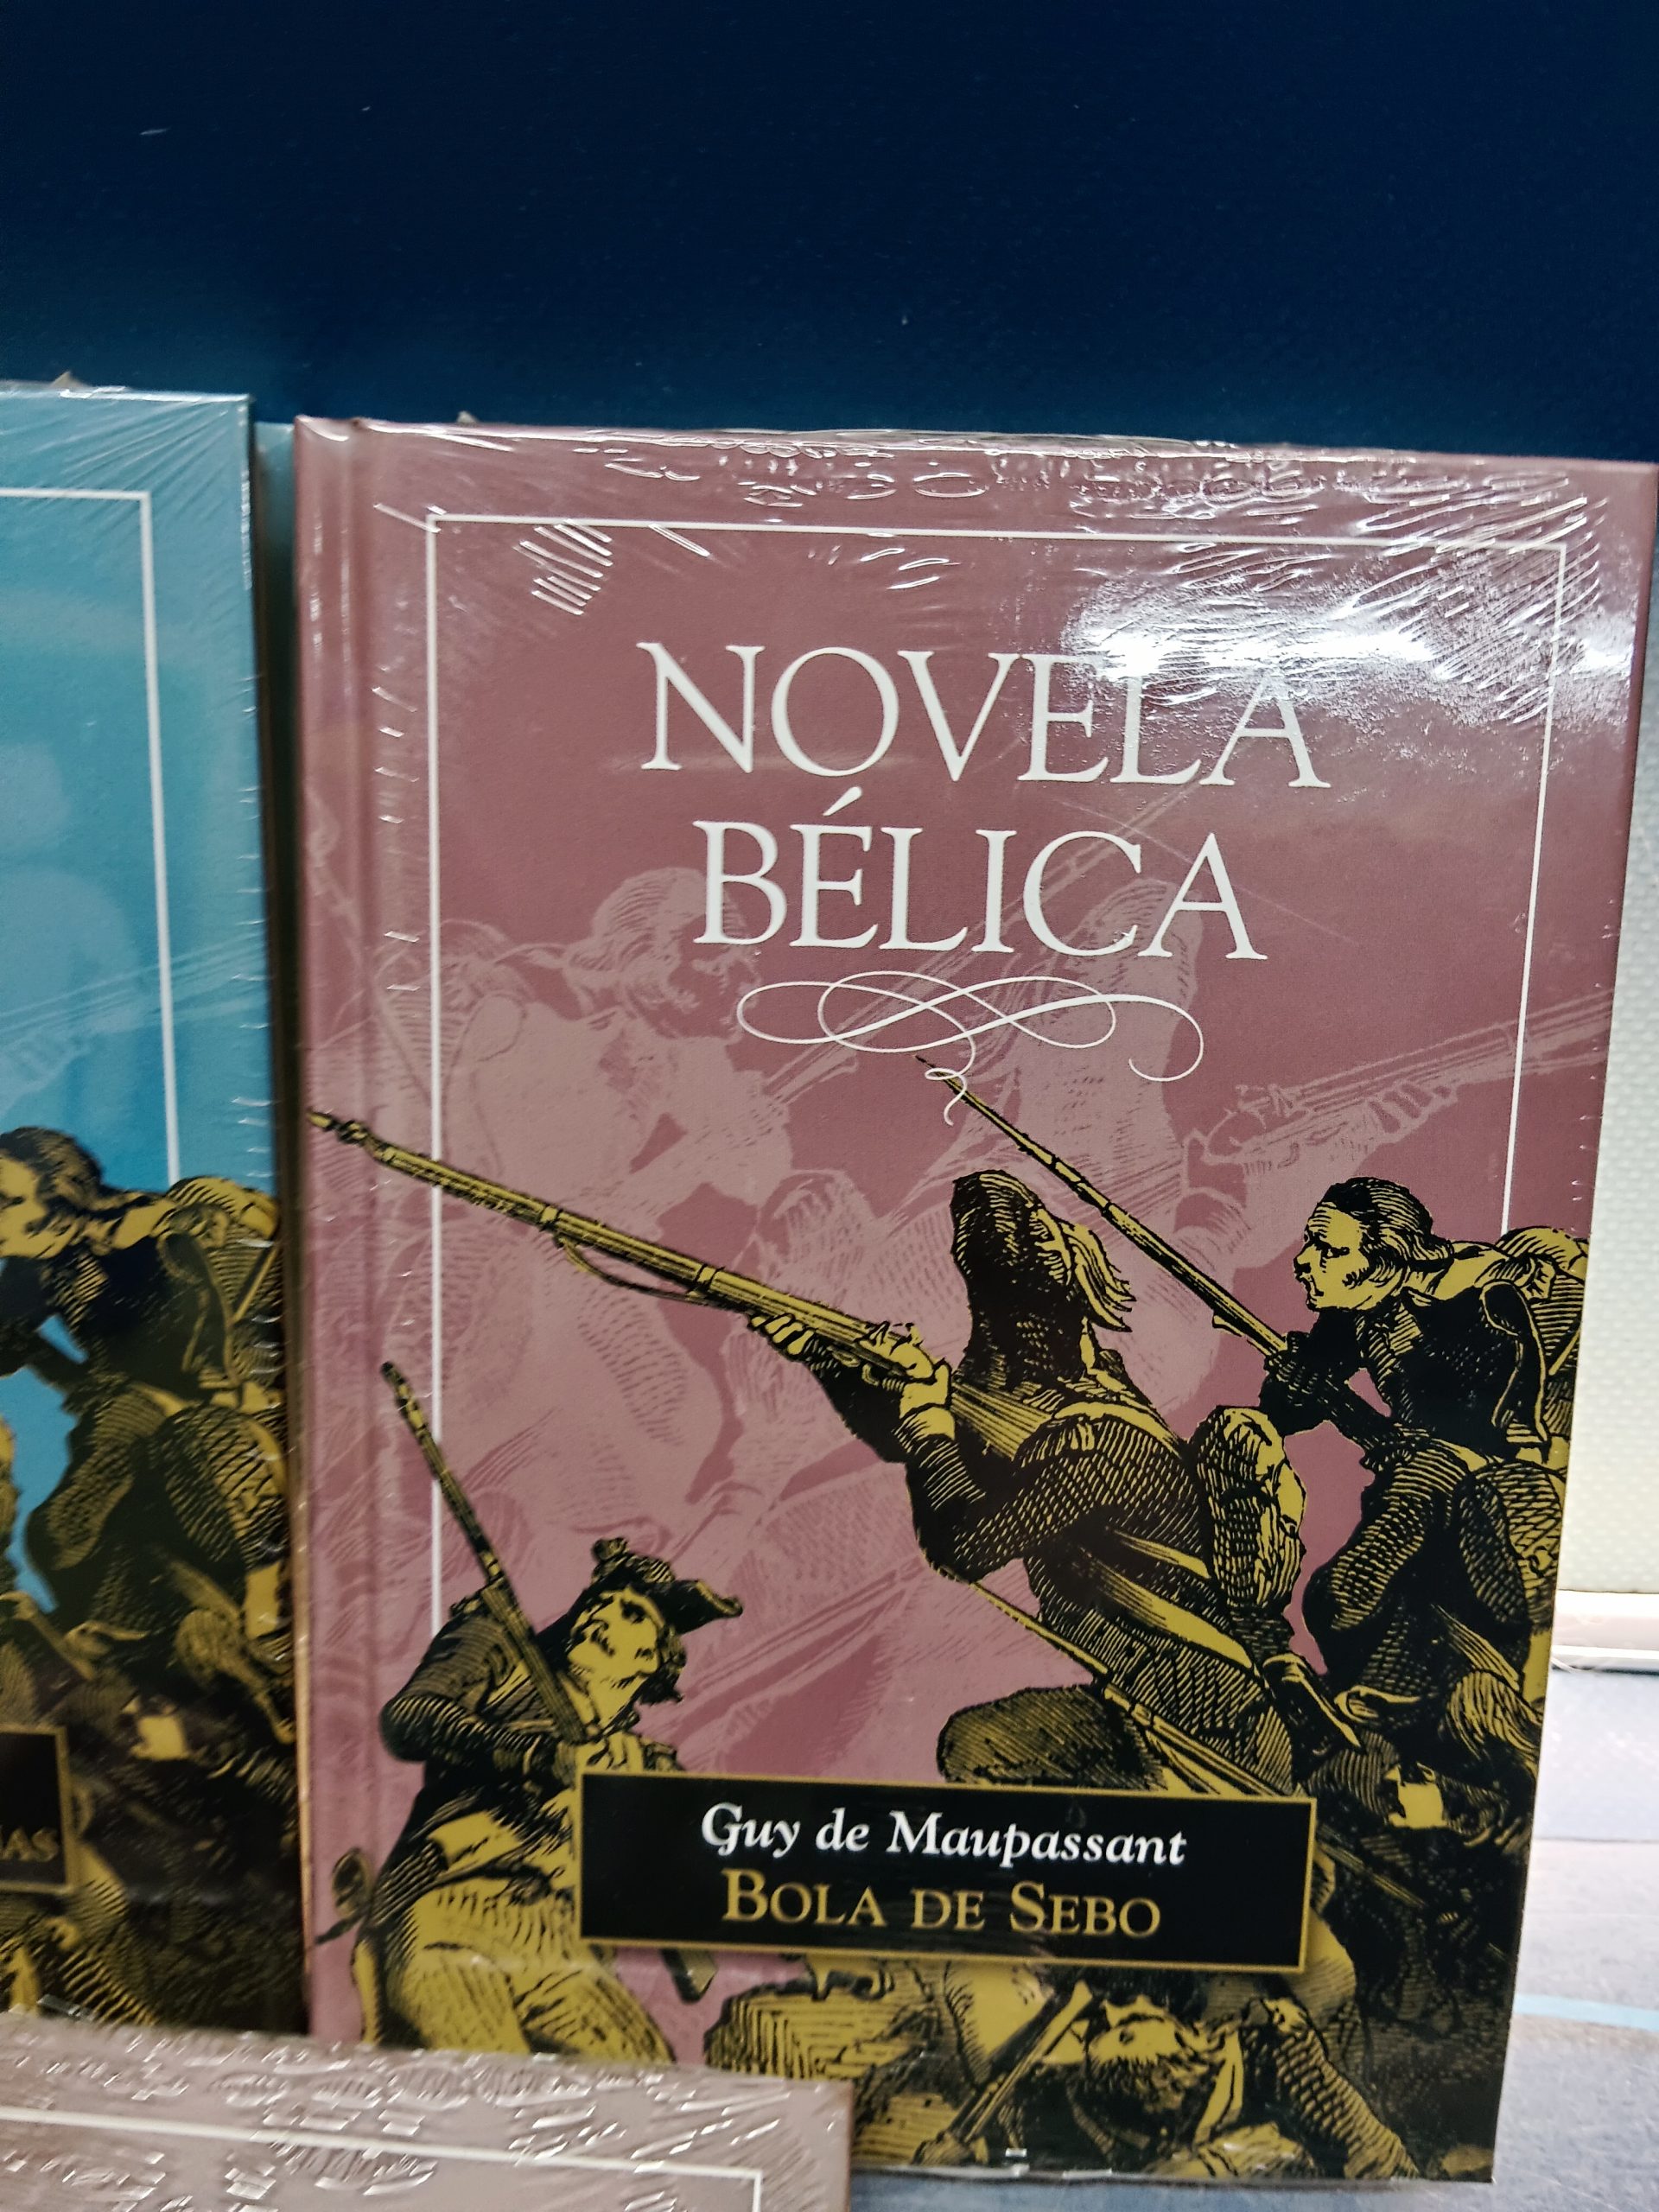 NOVELA
BÉLICA
Guy de Maupassant
BOLA DE SEBO